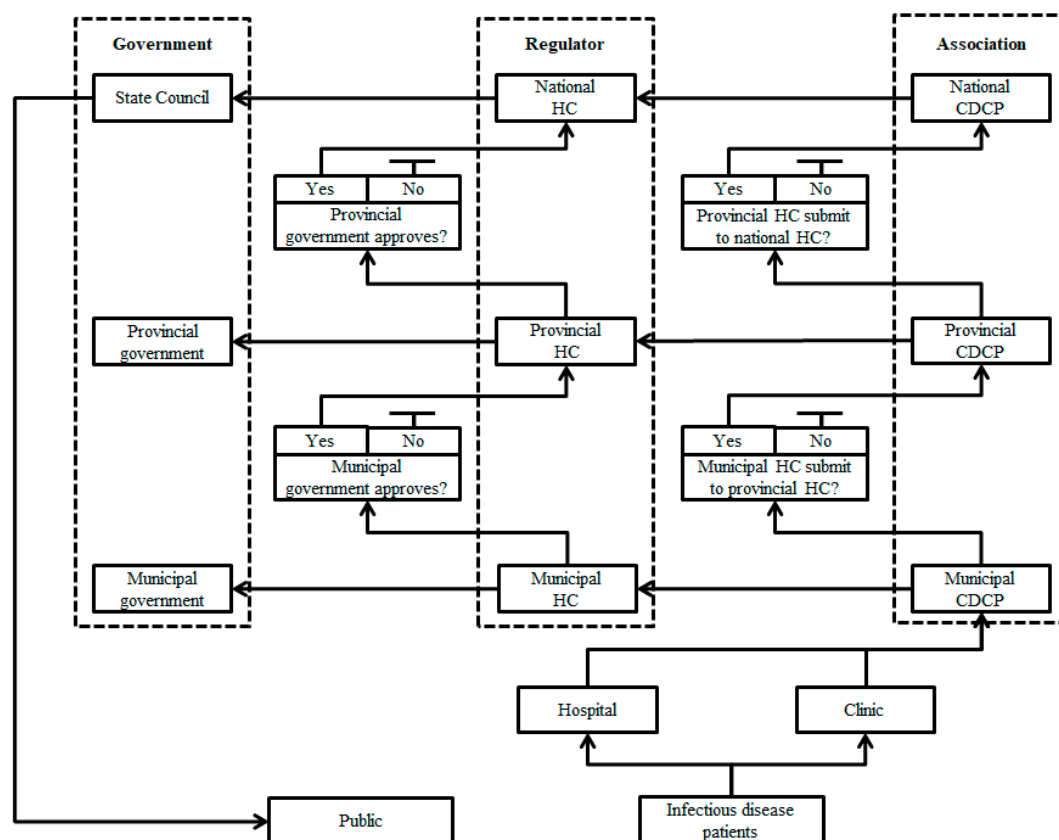 Government
Regulator
Association
State Council
National
HC
National
CDCP
Yes
No
Provincial
government approves?
Yes
No
Provincial HC submit
to national HC?
Provincial
government
Provincial
HC
Provincial
CDCP
Yes
No
Municipal
government approves?
Yes
No
Municipal HC submit
to provincial HC?
Municipal
government
Municipal
HC
Municipal
CDCP
Hospital
Clinic
Public
Infectious disease
patients